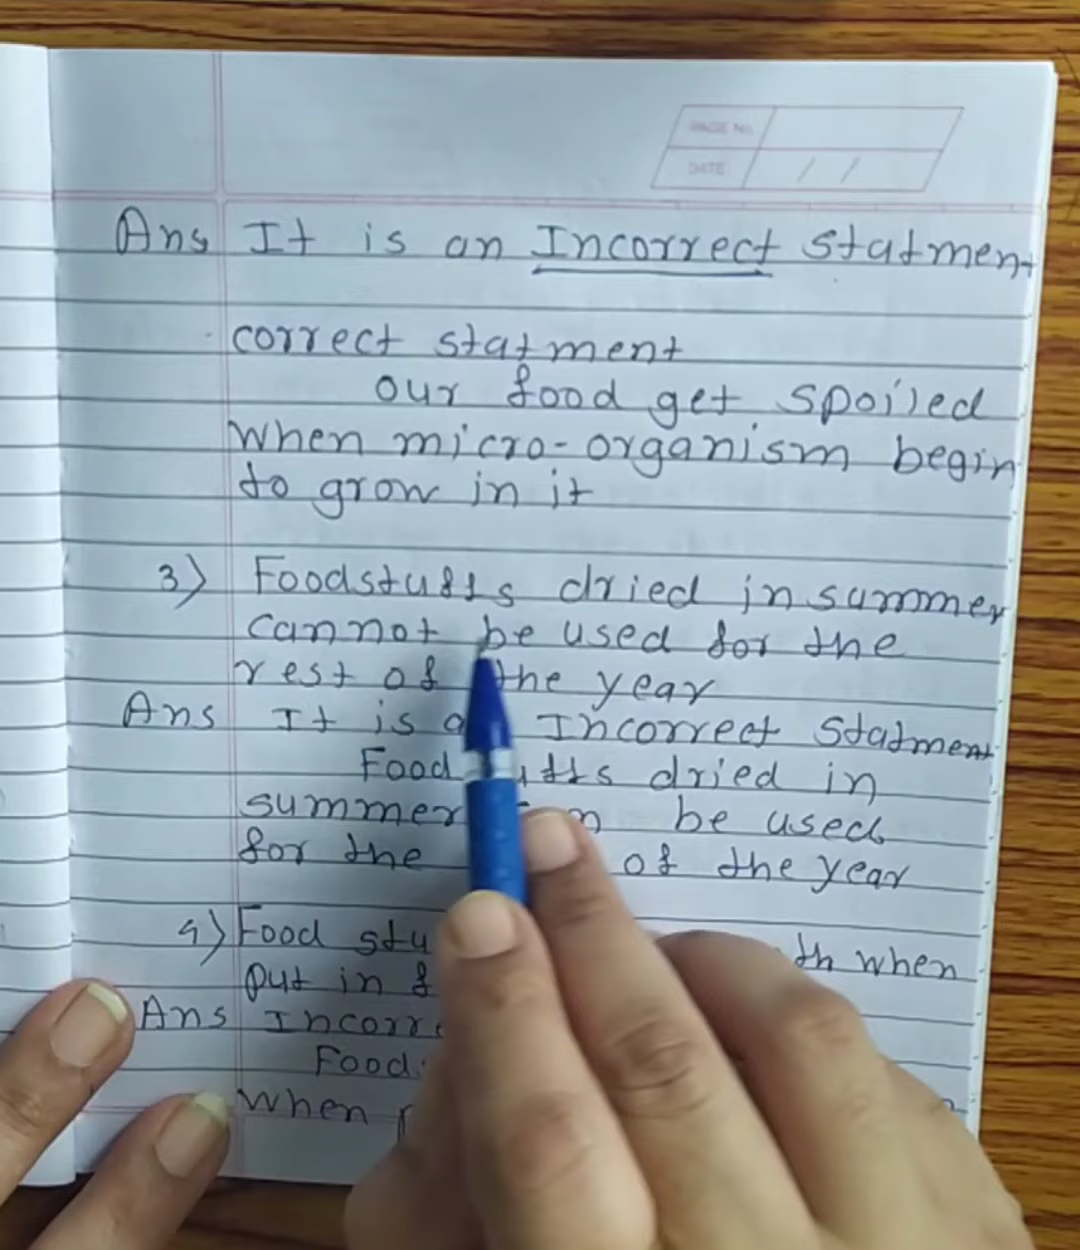 PAGE No.
DATE / /
Ans It is an Incorrect statment
correct statment
our food get spoiled
when micro-organism begin
to grow in it
3) Foodstuffs dried in summer
cannot be used for the
rest of the year
Ans It is Incorrect statment
Food dried in
summer be used
for the of the year
4) Food when
put in
Ans
Food
when